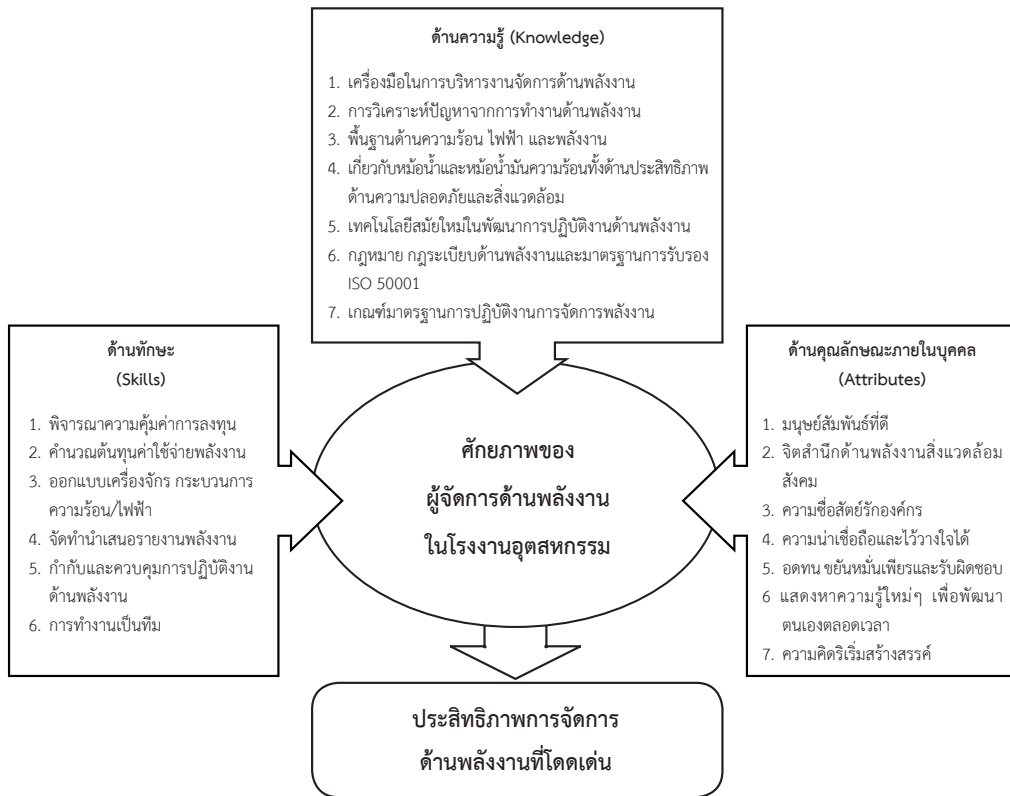 ด้านความรู้ (Knowledge)
1. เครื่องมือในการบริหารงานจัดการด้านพลังงาน
2. การวิเคราะห์ปัญหาจากการทำงานด้านพลังงาน
3. พื้นฐานด้านความร้อน ไฟฟ้า และพลังงาน
4. เกี่ยวกับหม้อน้ำและหม้อน้ำมันความร้อนทั้งด้านประสิทธิภาพ
ด้านความปลอดภัยและสิ่งแวดล้อม
5. เทคโนโลยีสมัยใหม่ในพัฒนาการปฏิบัติงานด้านพลังงาน
6. กฎหมาย กฎระเบียบด้านพลังงานและมาตรฐานการรับรอง
ISO 50001
7. เกณฑ์มาตรฐานการปฏิบัติงานการจัดการพลังงาน
ด้านทักษะ
(Skills)
1. พิจารณาความคุ้มค่าการลงทุน
2. คำนวณต้นทุนค่าใช้จ่ายพลังงาน
3. ออกแบบเครื่องจักร กระบวนการ
ความร้อน/ไฟฟ้า
4. จัดทำนำเสนอรายงานพลังงาน
5. กำกับและควบคุมการปฏิบัติงาน
ด้านพลังงาน
6. การทำงานเป็นทีม
ศักยภาพของ
ผู้จัดการด้านพลังงาน
ในโรงงานอุตสหกรรม
ด้านคุณลักษณะภายในบุคคล
(Attributes)
1. มนุษย์สัมพันธ์ที่ดี
2. จิตสำนึกด้านพลังงานสิ่งแวดล้อม
สังคม
3. ความซื่อสัตย์รักองค์กร
4. ความน่าเชื่อถือและไว้วางใจได้
5. อดทน ขยันหมั่นเพียรและรับผิดชอบ
6 แสดงหาความรู้ใหม่ๆ เพื่อพัฒนา
ตนเองตลอดเวลา
7. ความคิดริเริ่มสร้างสรรค์
ประสิทธิภาพการจัดการ
ด้านพลังงานที่โดดเด่น